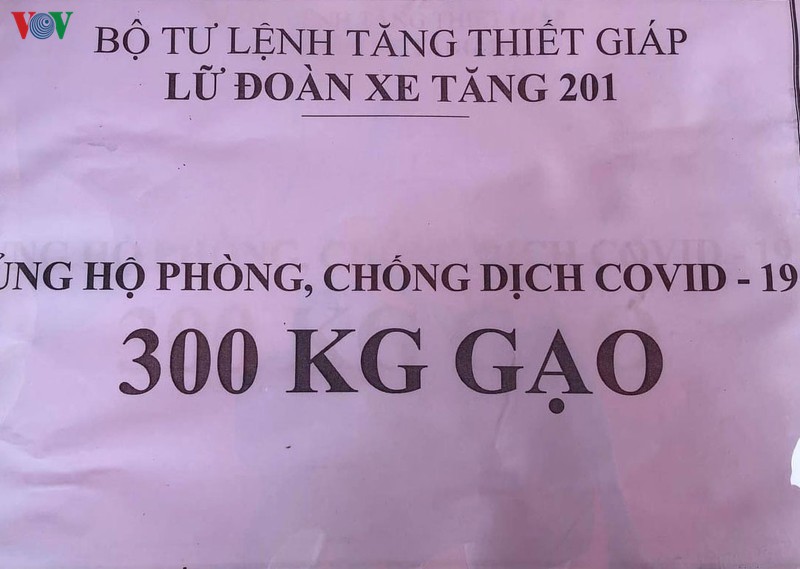 VOV
BỘ TƯ LỆNH TĂNG THIẾT GIÁP
LỮ ĐOÀN XE TĂNG 201
ỦNG HỘ PHÒNG, CHỐNG DỊCH COVID - 19
300 KG GẠO